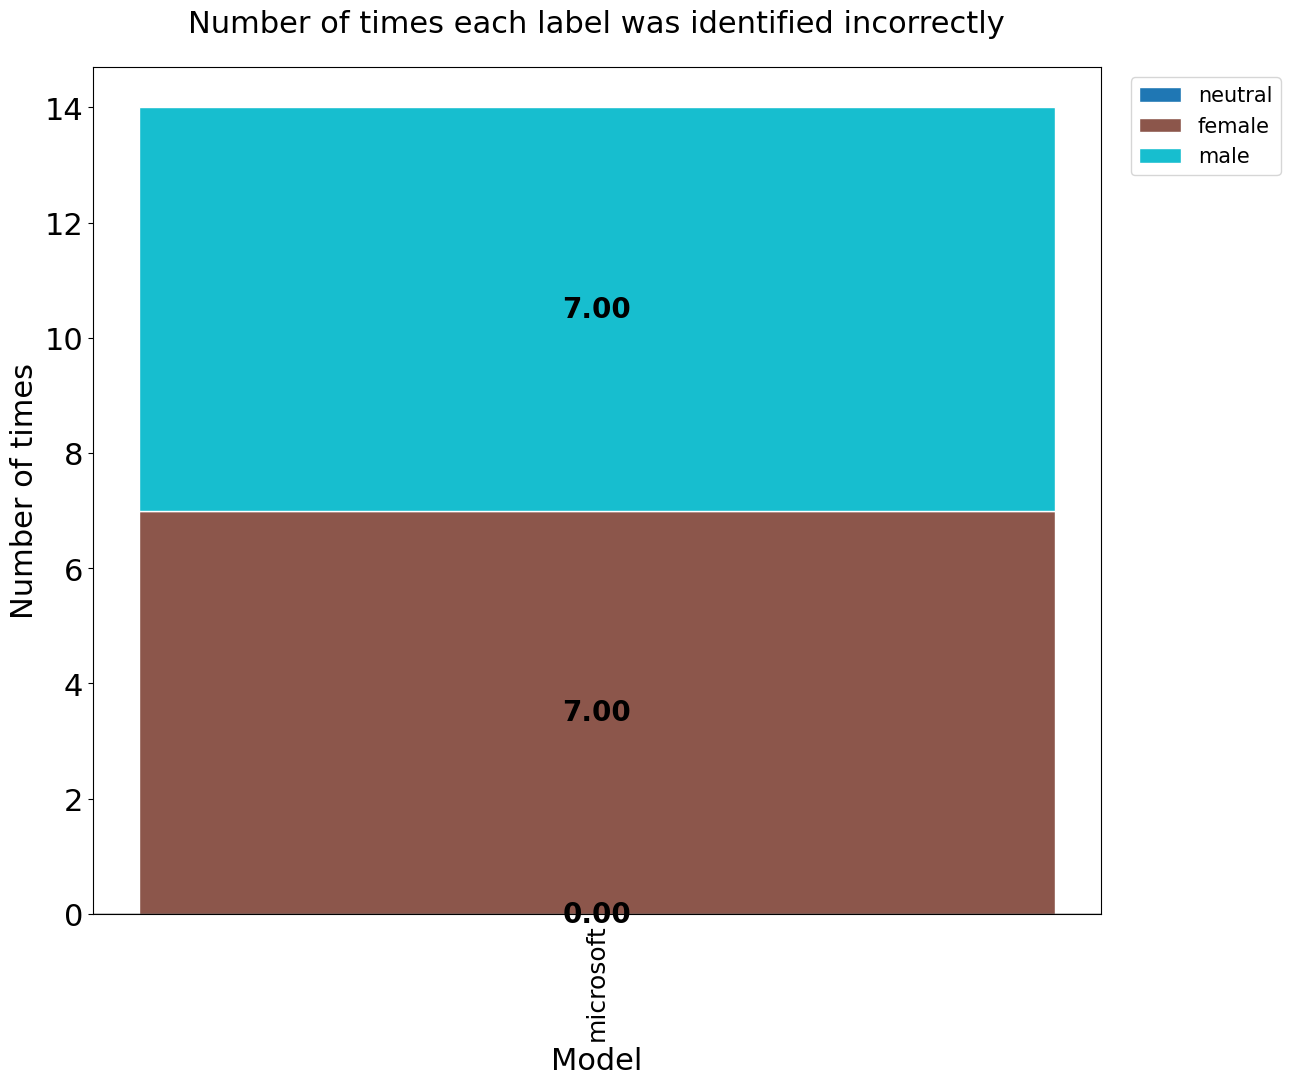 Number of times each label was identified incorrectly
neutral
female
male
Number of times
14
12
10
8
6
4
2
0
7.00
7.00
0.00
microsoft
Model